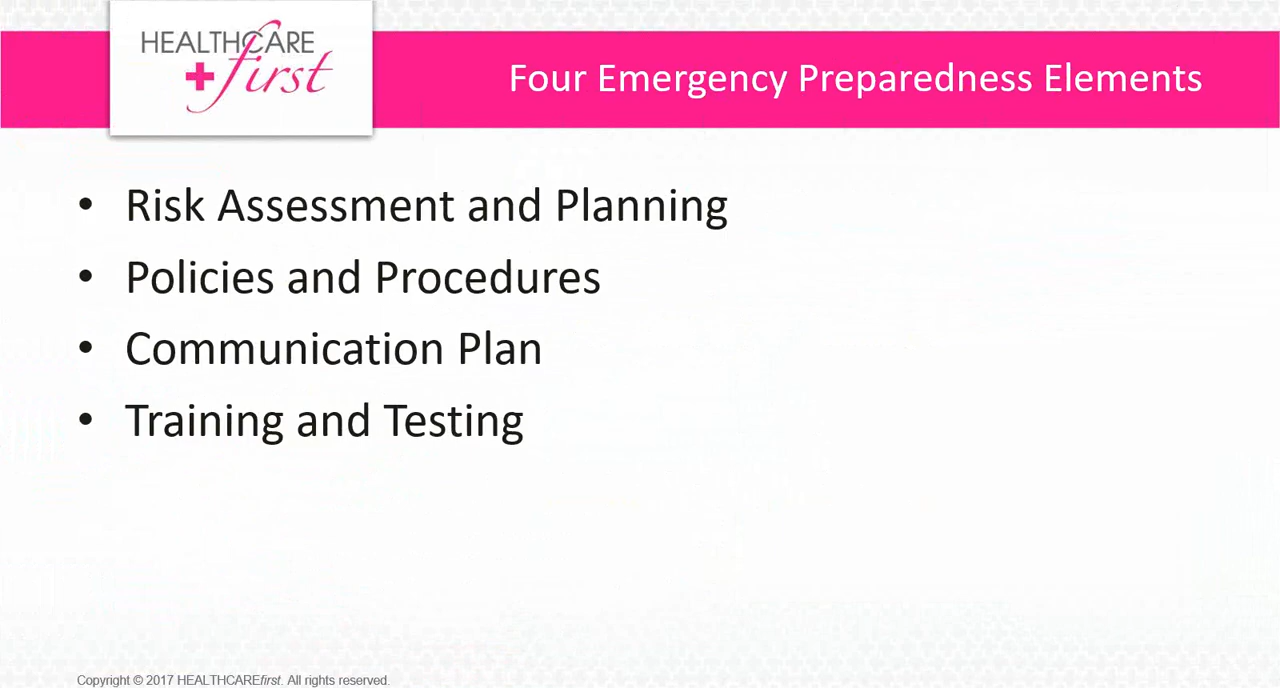 HEALTHCARE
first
Four Emergency Preparedness Elements
• Risk Assessment and Planning
• Policies and Procedures
• Communication Plan
• Training and Testing
Copyright © 2017 HEALTHCAREfirst. All rights reserved.